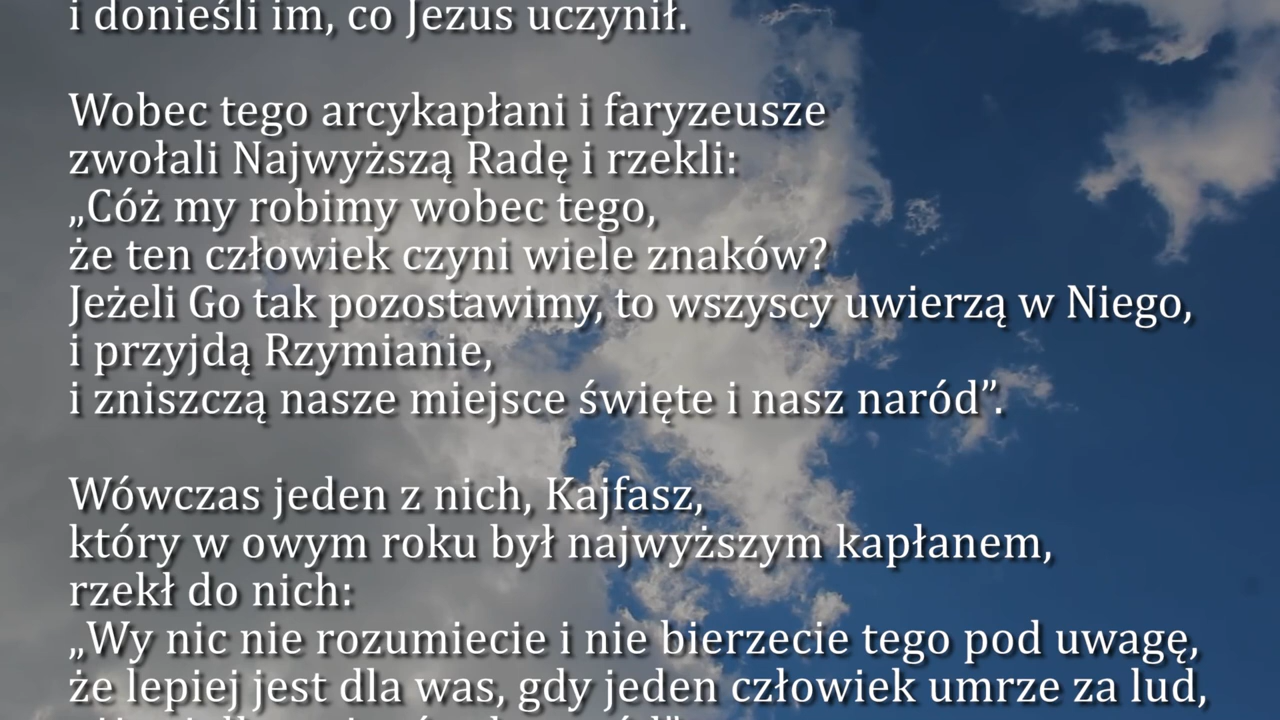 i donieśli im, co Jezus uczynił.
Wobec tego arcykapłani i faryzeusze
zwołali Najwyższą Radę i rzekli:
„Cóż my robimy wobec tego,
że ten człowiek czyni wiele znaków?
Jeżeli Go tak pozostawimy, to wszyscy uwierzą w Niego,
i przyjdą Rzymianie,
i zniszczą nasze miejsce święte i nasz naród”.
Wówczas jeden z nich, Kajfasz,
który w owym roku był najwyższym kapłanem,
rzekł do nich:
„Wy nic nie rozumiecie i nie bierzecie tego pod uwagę,
że lepiej jest dla was, gdy jeden człowiek umrze za lud,